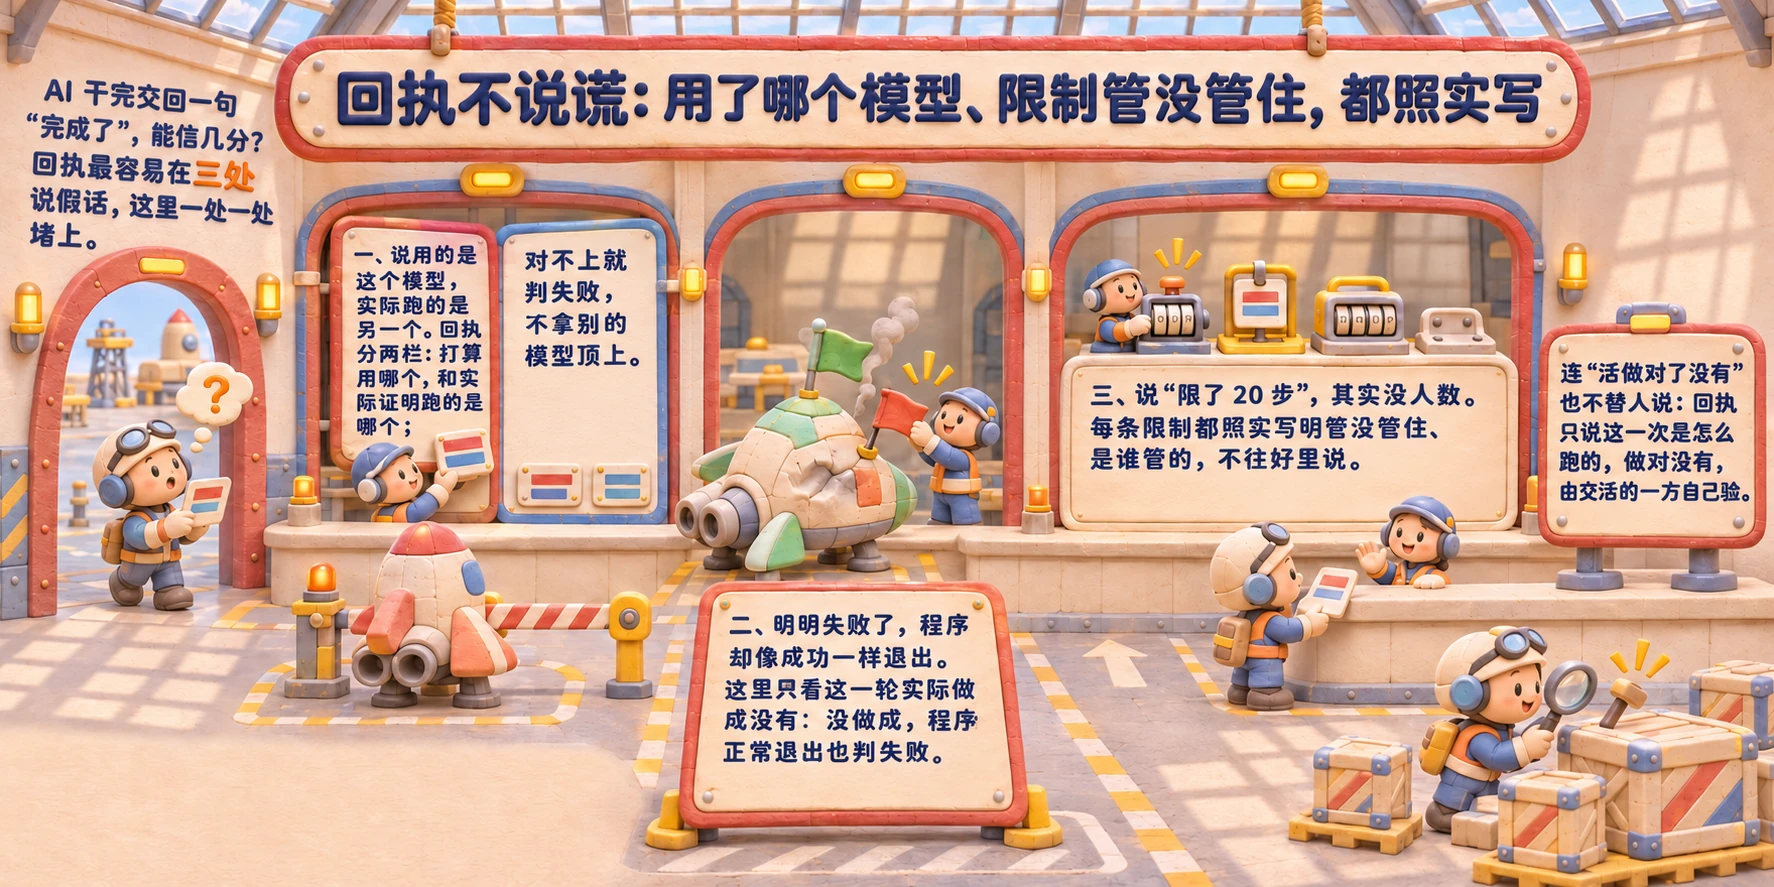 回执不说谎：用了哪个模型、限制管没管住，都照实写
AI 干完交回一句
“完成了”，能信几分？
回执最容易在三处
说假话，这里一处一处
堵上。
一、说用的是
这个模型，
实际跑的是
另一个。回执
分两栏：打算
用哪个，和实
际证明跑的是
哪个；
对不上就
判失败，
不拿别的
模型顶上。
二、明明失败了，程序
却像成功一样退出。
这里只看这一轮实际做
成没有：没做成，程序
正常退出也判失败。
三、说“限了 20 步”，其实没人数。
每条限制都照实写明管没管住、
是谁管的，不往好里说。
连“活做对了没有”
也不替人说：回执
只说这一次是怎么
跑的，做对没有，
由交活的一方自己验。
?